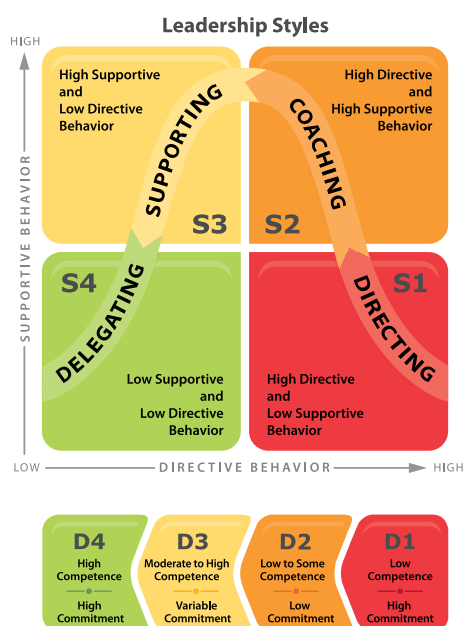 Leadership Styles
HIGH
SUPPORTIVE BEHAVIOR
High Supportive
and
Low Directive
Behavior
SUPPORTING
S3
High Directive
and
High Supportive
Behavior
COACHING
S2
S4
DELEGATING
Low Supportive
and
Low Directive
Behavior
S1
DIRECTING
High Directive
and
Low Supportive
Behavior
LOW
DIRECTIVE BEHAVIOR
HIGH
D4
High
Competence
High
Commitment
D3
Moderate to High
Competence
Variable
Commitment
D2
Low to Some
Competence
Low
Commitment
D1
Low
Competence
High
Commitment